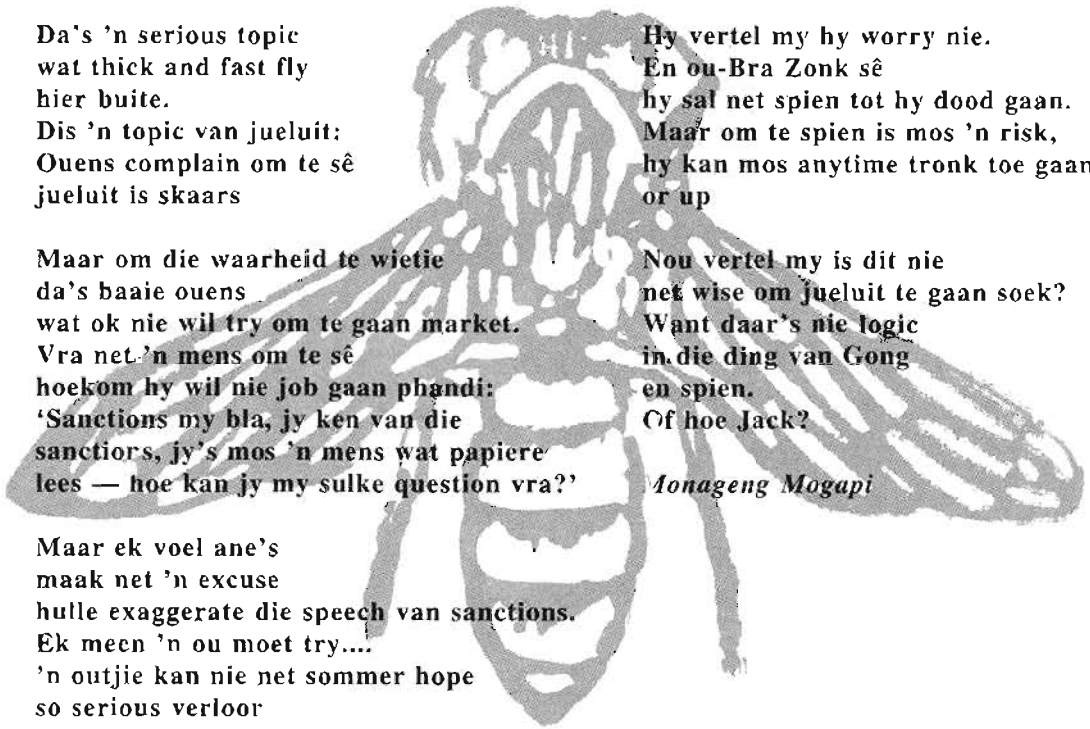 Da's 'n serious topic
wat thick and fast fly
hier buite.
Dis 'n topic van jueluit:
Ouens complain om te sê
jueluit is skaars
Maar om die waarheid te wietie
da's baaie ouens
wat ok nie wil try om te gaan market.
Vra net 'n mens om te sê
hoekom hy wil nie job gaan phandi:
'Sanctions my bla, jy ken van die
sanctiors, jy's mos 'n mens wat papiere
lees — hoe kan jy my sulke question vra?'
Maar ek voel ane's
maak net 'n excuse
hulle exaggerate die speech van sanctions.
Ek meen 'n ou moet try....
'n outjie kan nie net sommer hope
so serious verloor
Hy vertel my hy worry nie.
En ou-Bra Zonk sê
hy sal net spien tot hy dood gaan.
Maar om te spien is mos 'n risk,
hy kan mos anytime tronk toe gaan
or up
Nou vertel my is dit nie
net wise om jueluit te gaan soek?
Want daar's nie logic
in die ding van Gong
en spien.
Of hoe Jack?
Monageng Mogapi